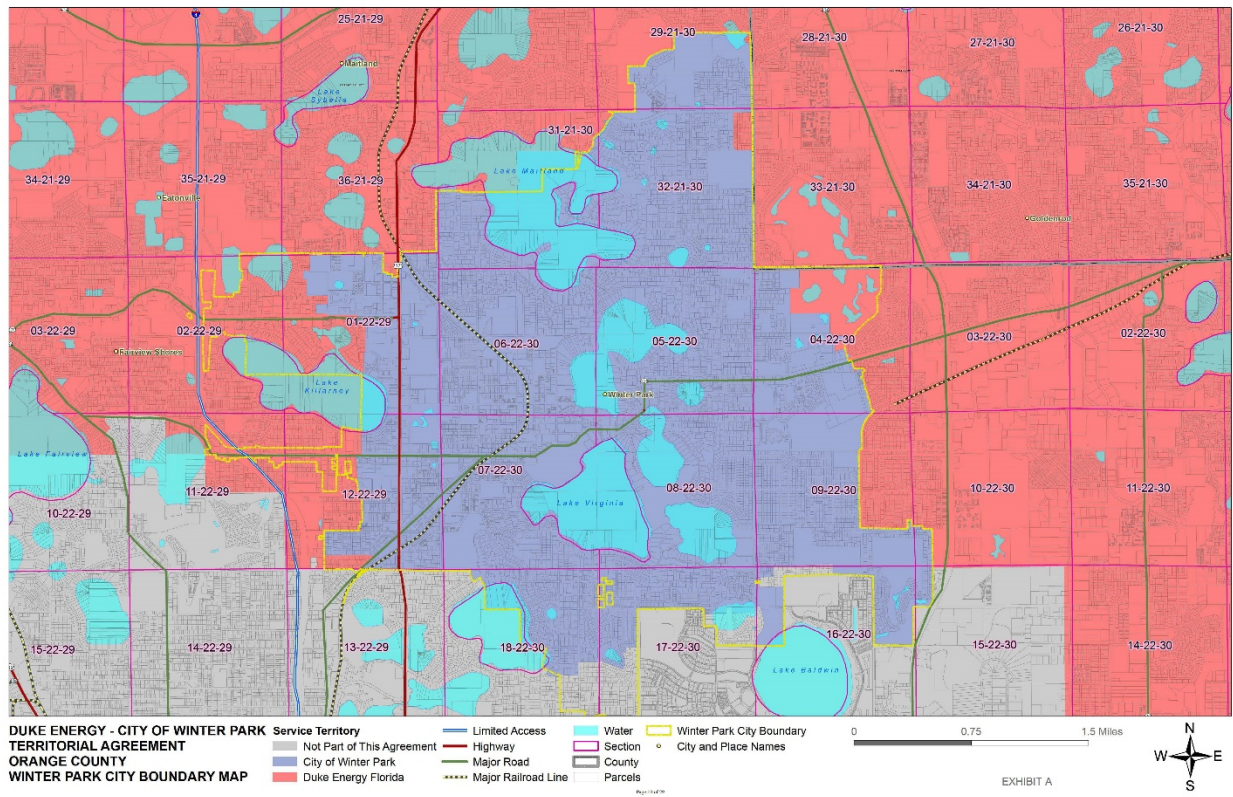 25-21-29
29-21-30
28-21-30
27-21-30
26-21-30
Maitland
Lake
Sybelia
31-21-30
34-21-29
35-21-29
36-21-29
Lake Maitland
32-21-30
33-21-30
34-21-30
35-21-30
Eatonville
Goldenrod
03-22-29
02-22-29
01-22-29
06-22-30
05-22-30
04-22-30
03-22-30
02-22-30
Fairview Shores
Lake
Killarney
Winter Park
Lake Fairview
10-22-29
11-22-29
12-22-29
07-22-30
Lake Virginia
08-22-30
09-22-30
10-22-30
11-22-30
15-22-29
14-22-29
13-22-29
18-22-30
17-22-30
16-22-30
15-22-30
14-22-30
Lake Baldwin
DUKE ENERGY - CITY OF WINTER PARK
TERRITORIAL AGREEMENT
ORANGE COUNTY
WINTER PARK CITY BOUNDARY MAP
Service Territory
Not Part of This Agreement
City of Winter Park
Duke Energy Florida
Limited Access
Highway
Major Road
Major Railroad Line
Water
Section
County
Parcels
Winter Park City Boundary
City and Place Names
0 0.75 1.5 Miles
EXHIBIT A
N
W E
S